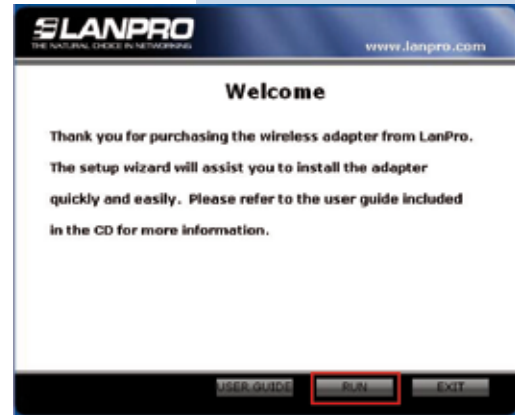 LANPRO
THE NATURAL CHOICE IN NETWORKING
www.lanpro.com
Welcome
Thank you for purchasing the wireless adapter from LanPro.
The setup wizard will assist you to install the adapter
quickly and easily. Please refer to the user guide included
in the CD for more information.
USER GUIDE
RUN
EXIT